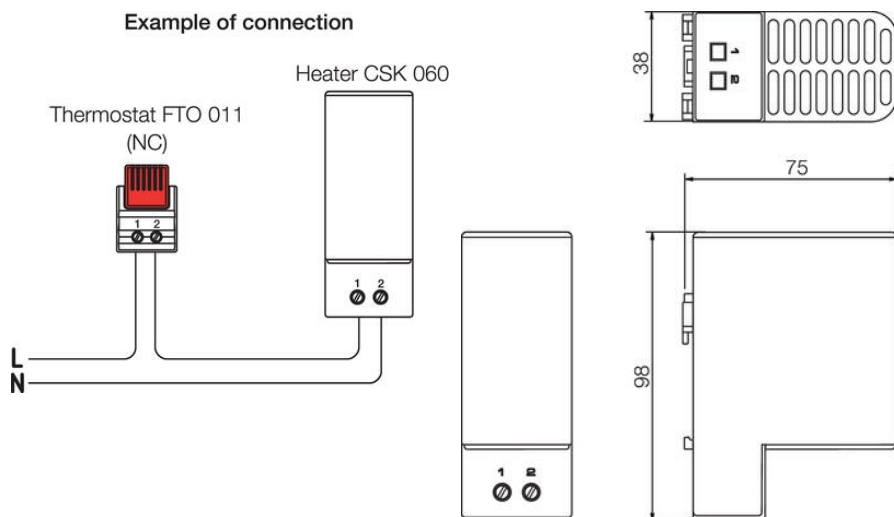 Example of connection
Heater CSK 060
Thermostat FTO 011
(NC)
1 2
1 2
L
N
1 2
38
1
2
75
98